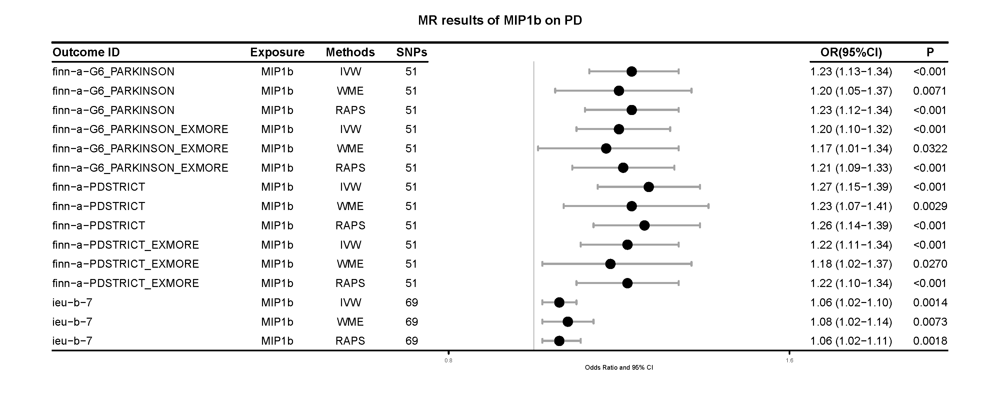 MR results of MIP1b on PD
Outcome ID Exposure Methods SNPs OR(95%CI) P
finn−a−G6_PARKINSON MIP1b IVW 51 1.23 (1.13−1.34) <0.001
finn−a−G6_PARKINSON MIP1b WME 51 1.20 (1.05−1.37) 0.0071
finn−a−G6_PARKINSON MIP1b RAPS 51 1.23 (1.12−1.34) <0.001
finn−a−G6_PARKINSON_EXMORE MIP1b IVW 51 1.20 (1.10−1.32) <0.001
finn−a−G6_PARKINSON_EXMORE MIP1b WME 51 1.17 (1.01−1.34) 0.0322
finn−a−G6_PARKINSON_EXMORE MIP1b RAPS 51 1.21 (1.09−1.33) <0.001
finn−a−PDSTRICT MIP1b IVW 51 1.27 (1.15−1.39) <0.001
finn−a−PDSTRICT MIP1b WME 51 1.23 (1.07−1.41) 0.0029
finn−a−PDSTRICT MIP1b RAPS 51 1.26 (1.14−1.39) <0.001
finn−a−PDSTRICT_EXMORE MIP1b IVW 51 1.22 (1.11−1.34) <0.001
finn−a−PDSTRICT_EXMORE MIP1b WME 51 1.18 (1.02−1.37) 0.0270
finn−a−PDSTRICT_EXMORE MIP1b RAPS 51 1.22 (1.10−1.34) <0.001
ieu−b−7 MIP1b IVW 69 1.06 (1.02−1.10) 0.0014
ieu−b−7 MIP1b WME 69 1.08 (1.02−1.14) 0.0073
ieu−b−7 MIP1b RAPS 69 1.06 (1.02−1.11) 0.0018
0.8 1.6
Odds Ratio and 95% CI